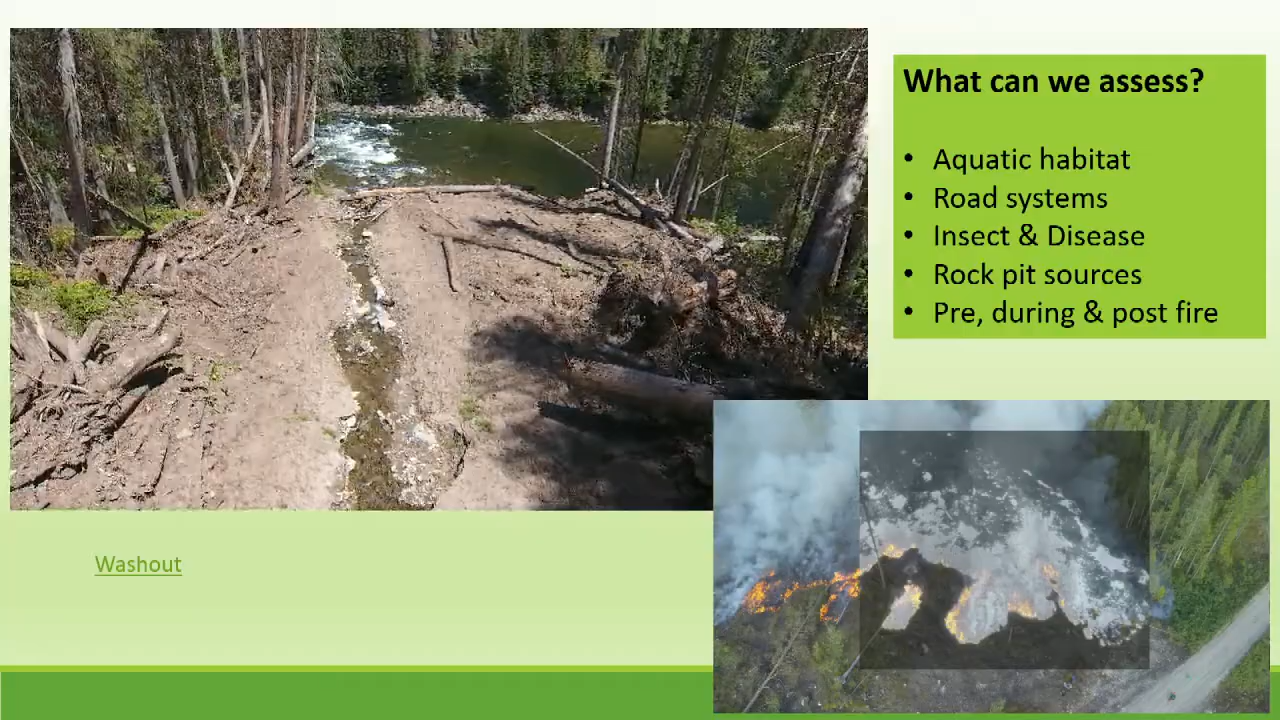 What can we assess?
• Aquatic habitat
• Road systems
• Insect & Disease
• Rock pit sources
• Pre, during & post fire
Washout